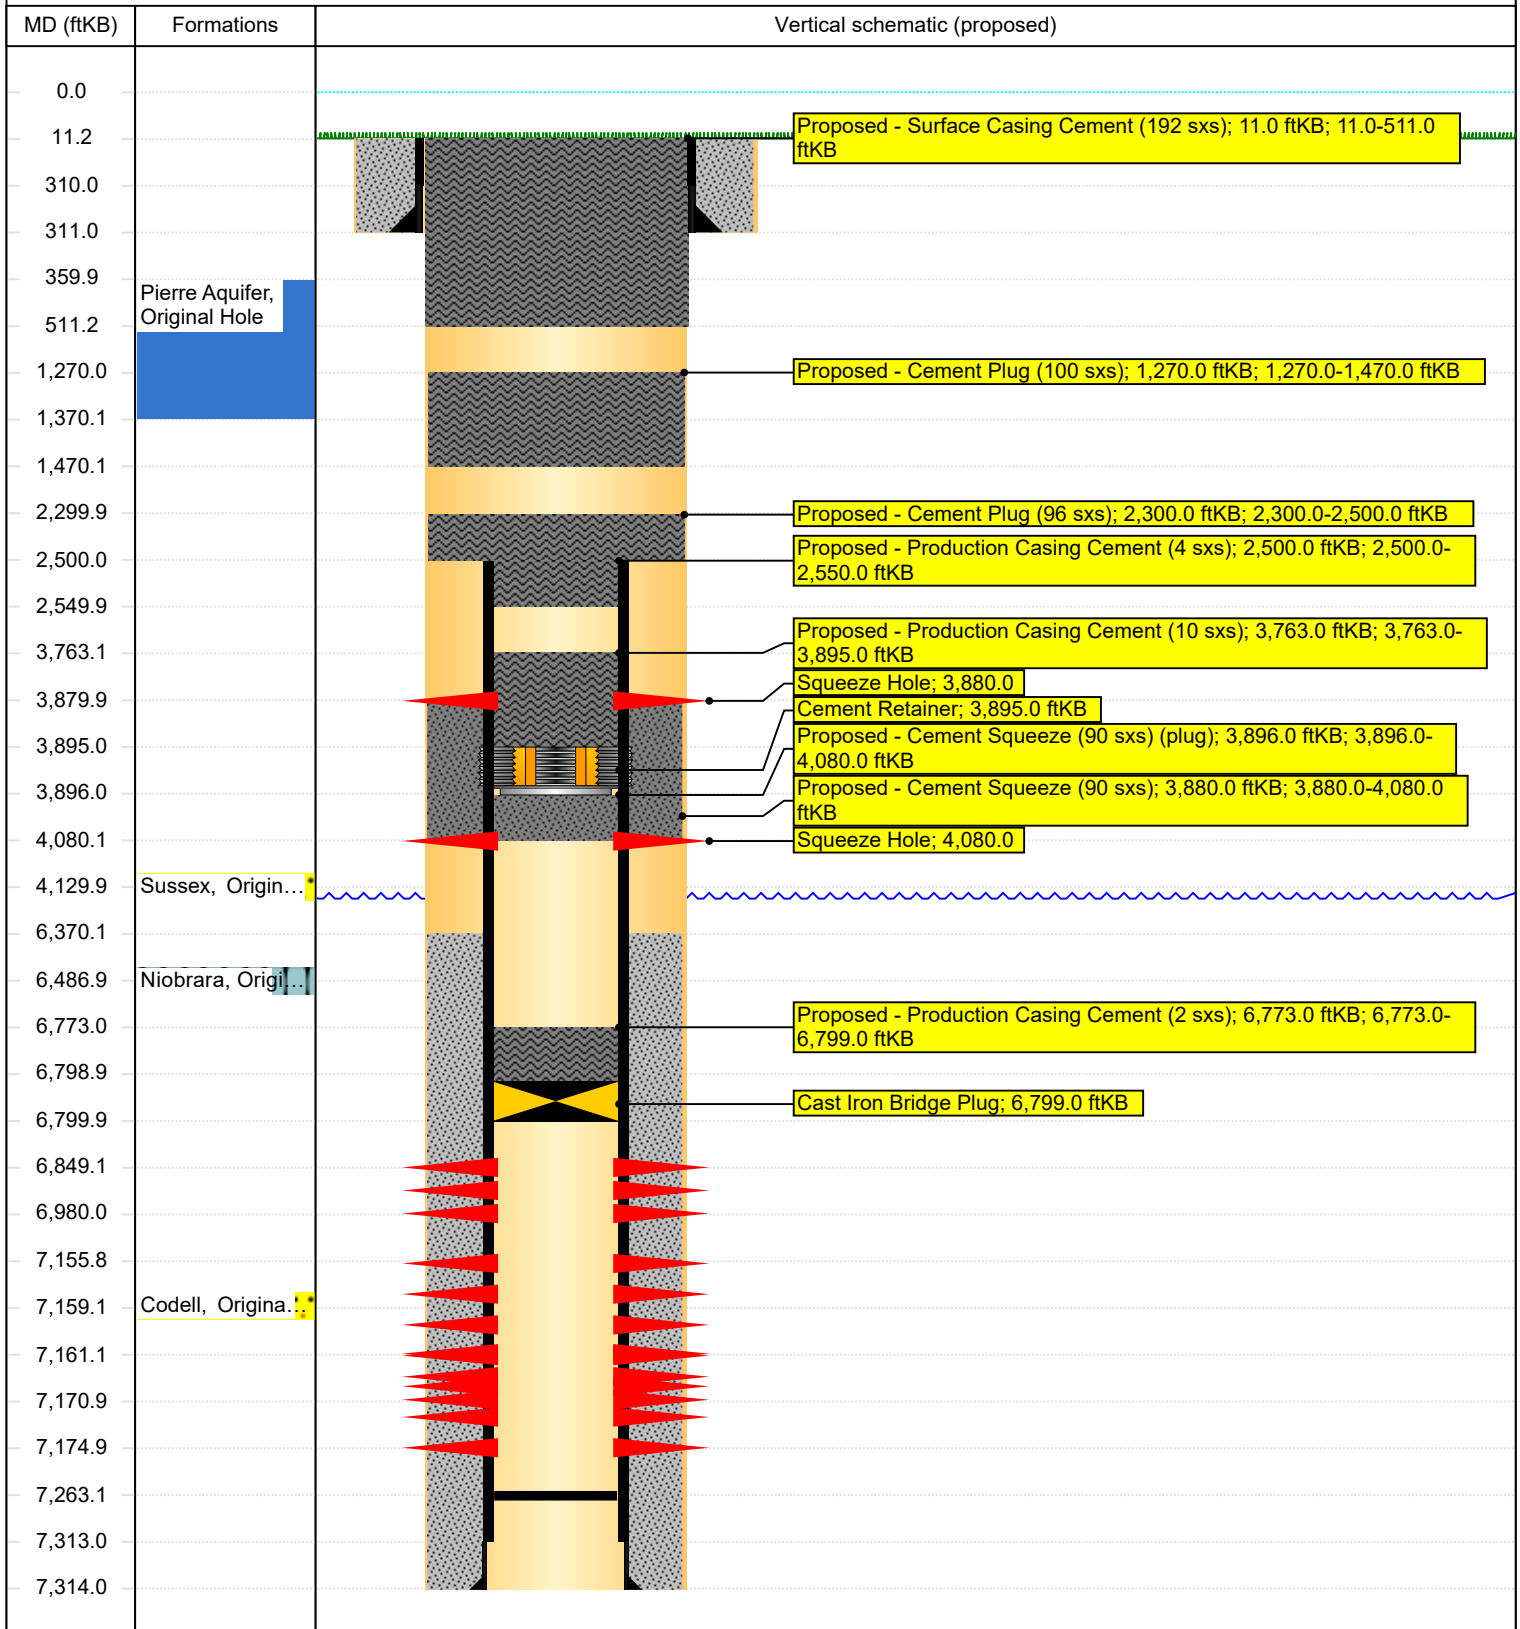 MD (ftKB)
Formations
Vertical schematic (proposed)
0.0
11.2
310.0
311.0
359.9
511.2
1,270.0
1,370.1
1,470.1
2,299.9
2,500.0
2,549.9
3,763.1
3,879.9
3,895.0
3,896.0
4,080.1
4,129.9
6,370.1
6,486.9
6,773.0
6,798.9
6,799.9
6,849.1
6,980.0
7,155.8
7,159.1
7,161.1
7,170.9
7,174.9
7,263.1
7,313.0
7,314.0
Pierre Aquifer,
Original Hole
Sussex, Origin…
Niobrara, Origi…
Codell, Origina…
Proposed - Surface Casing Cement (192 sxs); 11.0 ftKB; 11.0-511.0
ftKB
Proposed - Cement Plug (100 sxs); 1,270.0 ftKB; 1,270.0-1,470.0 ftKB
Proposed - Cement Plug (96 sxs); 2,300.0 ftKB; 2,300.0-2,500.0 ftKB
Proposed - Production Casing Cement (4 sxs); 2,500.0 ftKB; 2,500.0-
2,550.0 ftKB
Proposed - Production Casing Cement (10 sxs); 3,763.0 ftKB; 3,763.0-
3,895.0 ftKB
Squeeze Hole; 3,880.0
Cement Retainer; 3,895.0 ftKB
Proposed - Cement Squeeze (90 sxs) (plug); 3,896.0 ftKB; 3,896.0-
4,080.0 ftKB
Proposed - Cement Squeeze (90 sxs); 3,880.0 ftKB; 3,880.0-4,080.0
ftKB
Squeeze Hole; 4,080.0
Proposed - Production Casing Cement (2 sxs); 6,773.0 ftKB; 6,773.0-
6,799.0 ftKB
Cast Iron Bridge Plug; 6,799.0 ftKB